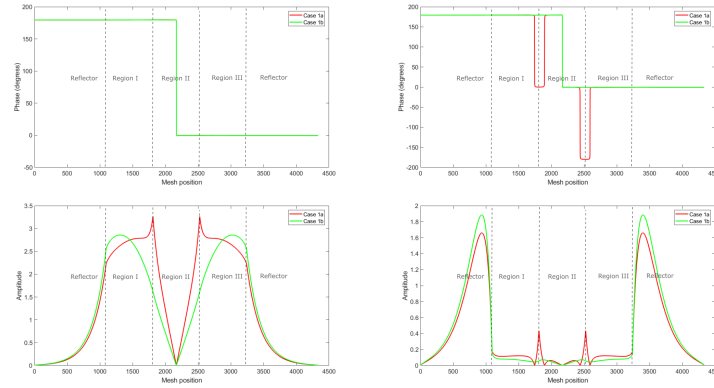 200
150
100
50
0
-50
Phase (degrees)
Reflector
Region I
Region II
Region III
Reflector
Case 1a
Case 1b
0 500 1000 1500 2000 2500 3000 3500 4000 4500
Mesh position
200
150
100
50
0
-50
-100
-150
-200
Phase (degrees)
Reflector
Region I
Region II
Region III
Reflector
Case 1a
Case 1b
0 500 1000 1500 2000 2500 3000 3500 4000 450
Mesh position
3.5
3
2.5
2
1.5
1
0.5
0
Amplitude
Reflector
Region I
Region II
Region III
Reflector
Case 1a
Case 1b
0 500 1000 1500 2000 2500 3000 3500 4000 4500
Mesh position
2
1.8
1.6
1.4
1.2
1
0.8
0.6
0.4
0.2
0
Amplitude
Reflector
Region I
Region II
Region III
Reflector
Case 1a
Case 1b
0 500 1000 1500 2000 2500 3000 3500 4000 450
Mesh position